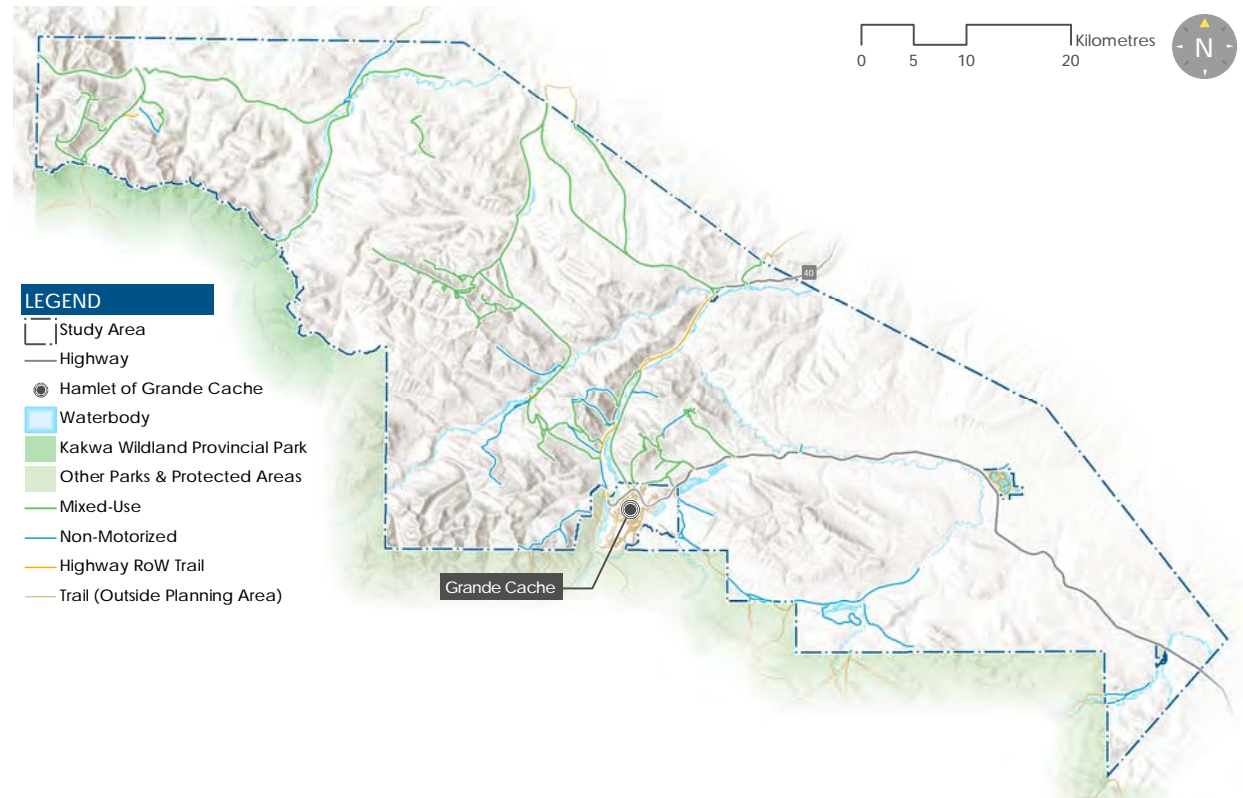 Kilometres
0 5 10 20
N
40
LEGEND
Study Area
Highway
Hamlet of Grande Cache
Waterbody
Kakwa Wildland Provincial Park
Other Parks & Protected Areas
Mixed-Use
Non-Motorized
Highway RoW Trail
Trail (Outside Planning Area)
Grande Cache